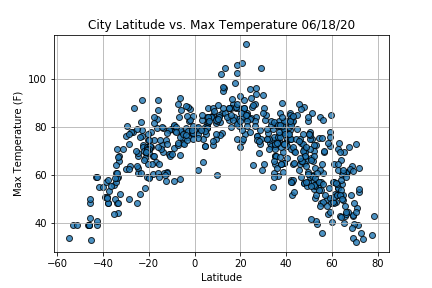 City Latitude vs. Max Temperature 06/18/20
Max Temperature (F)
100
80
60
40
−60 −40 −20 0 20 40 60 80
Latitude